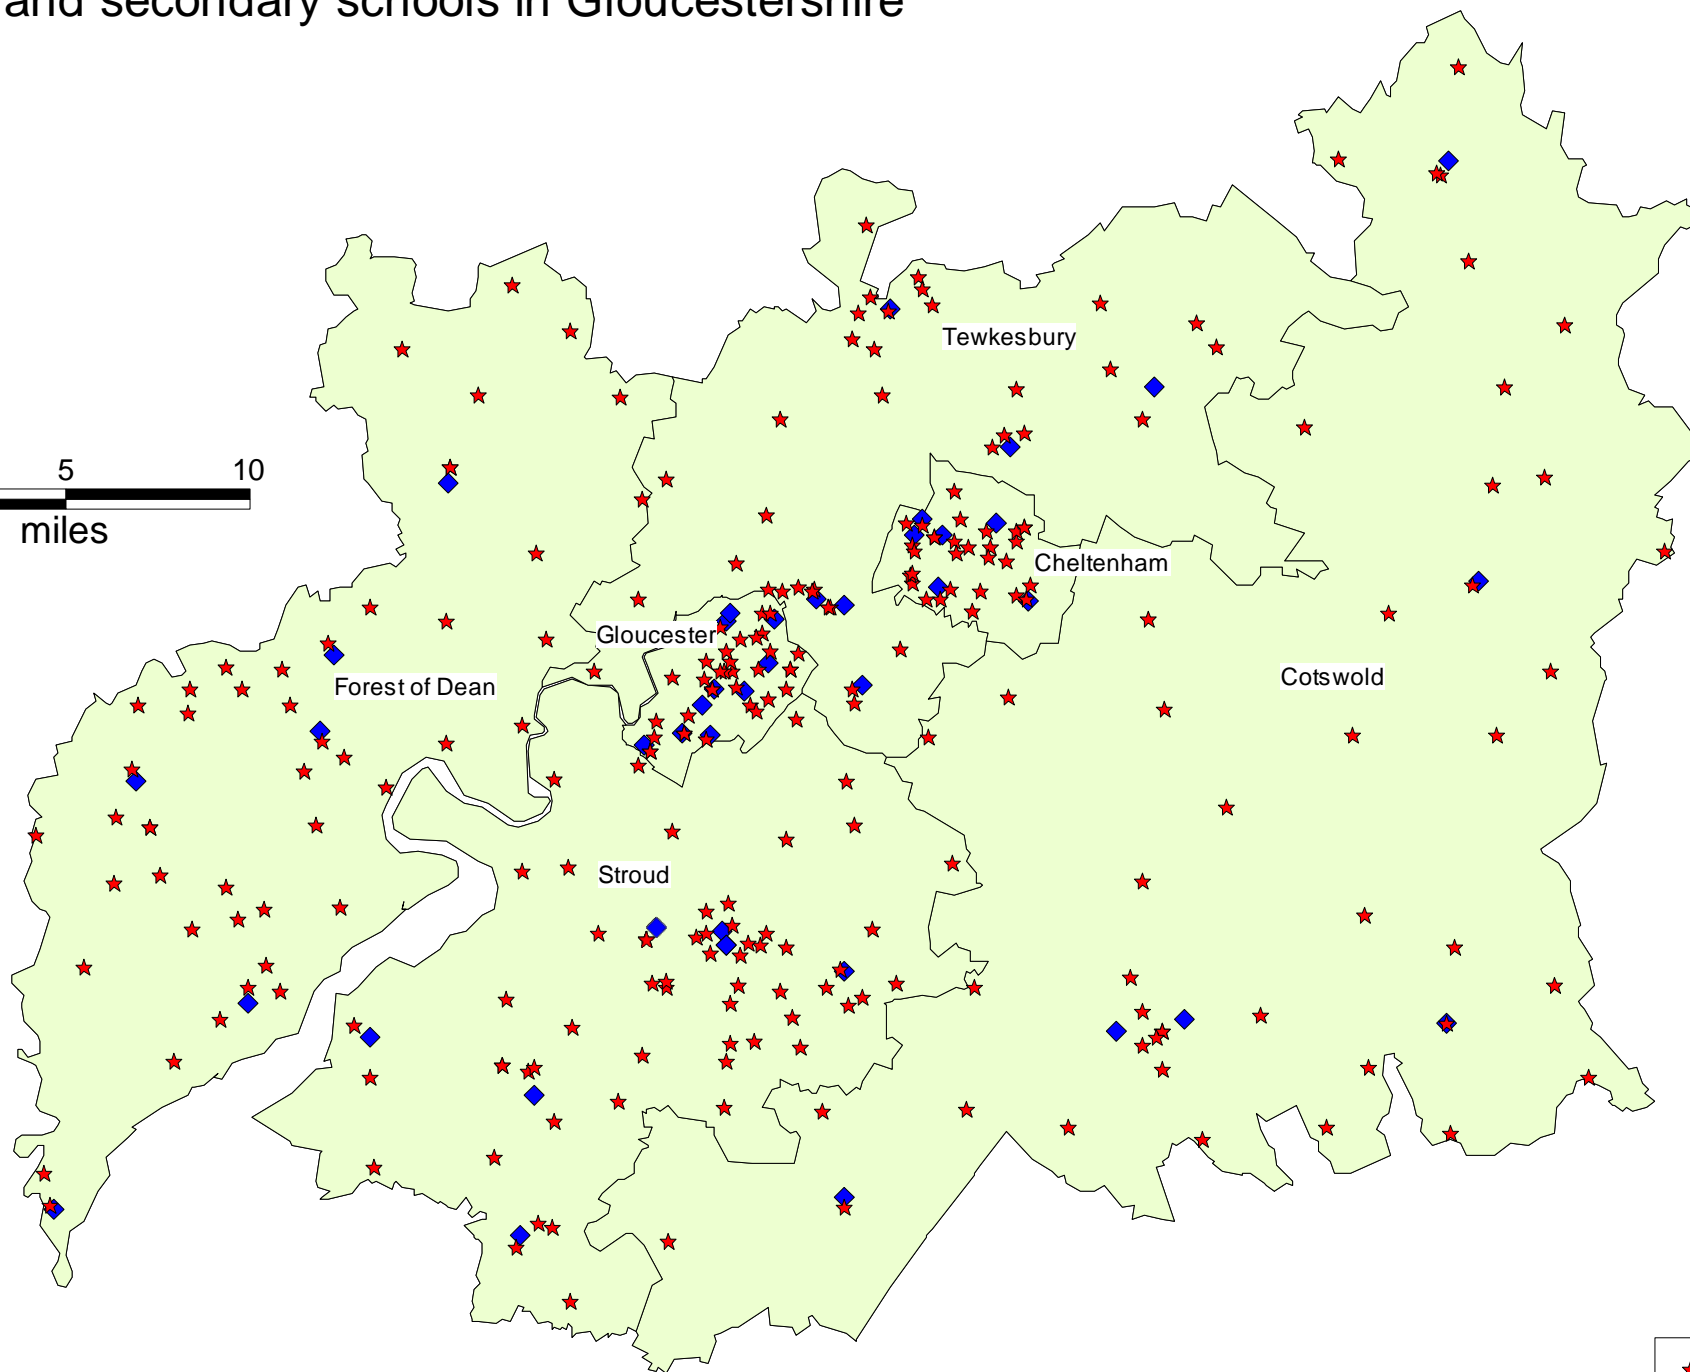 and secondary schools in Gloucestershire
Tewkesbury
5 10
miles
Cheltenham
Gloucester
Cotswold
Forest of Dean
Stroud